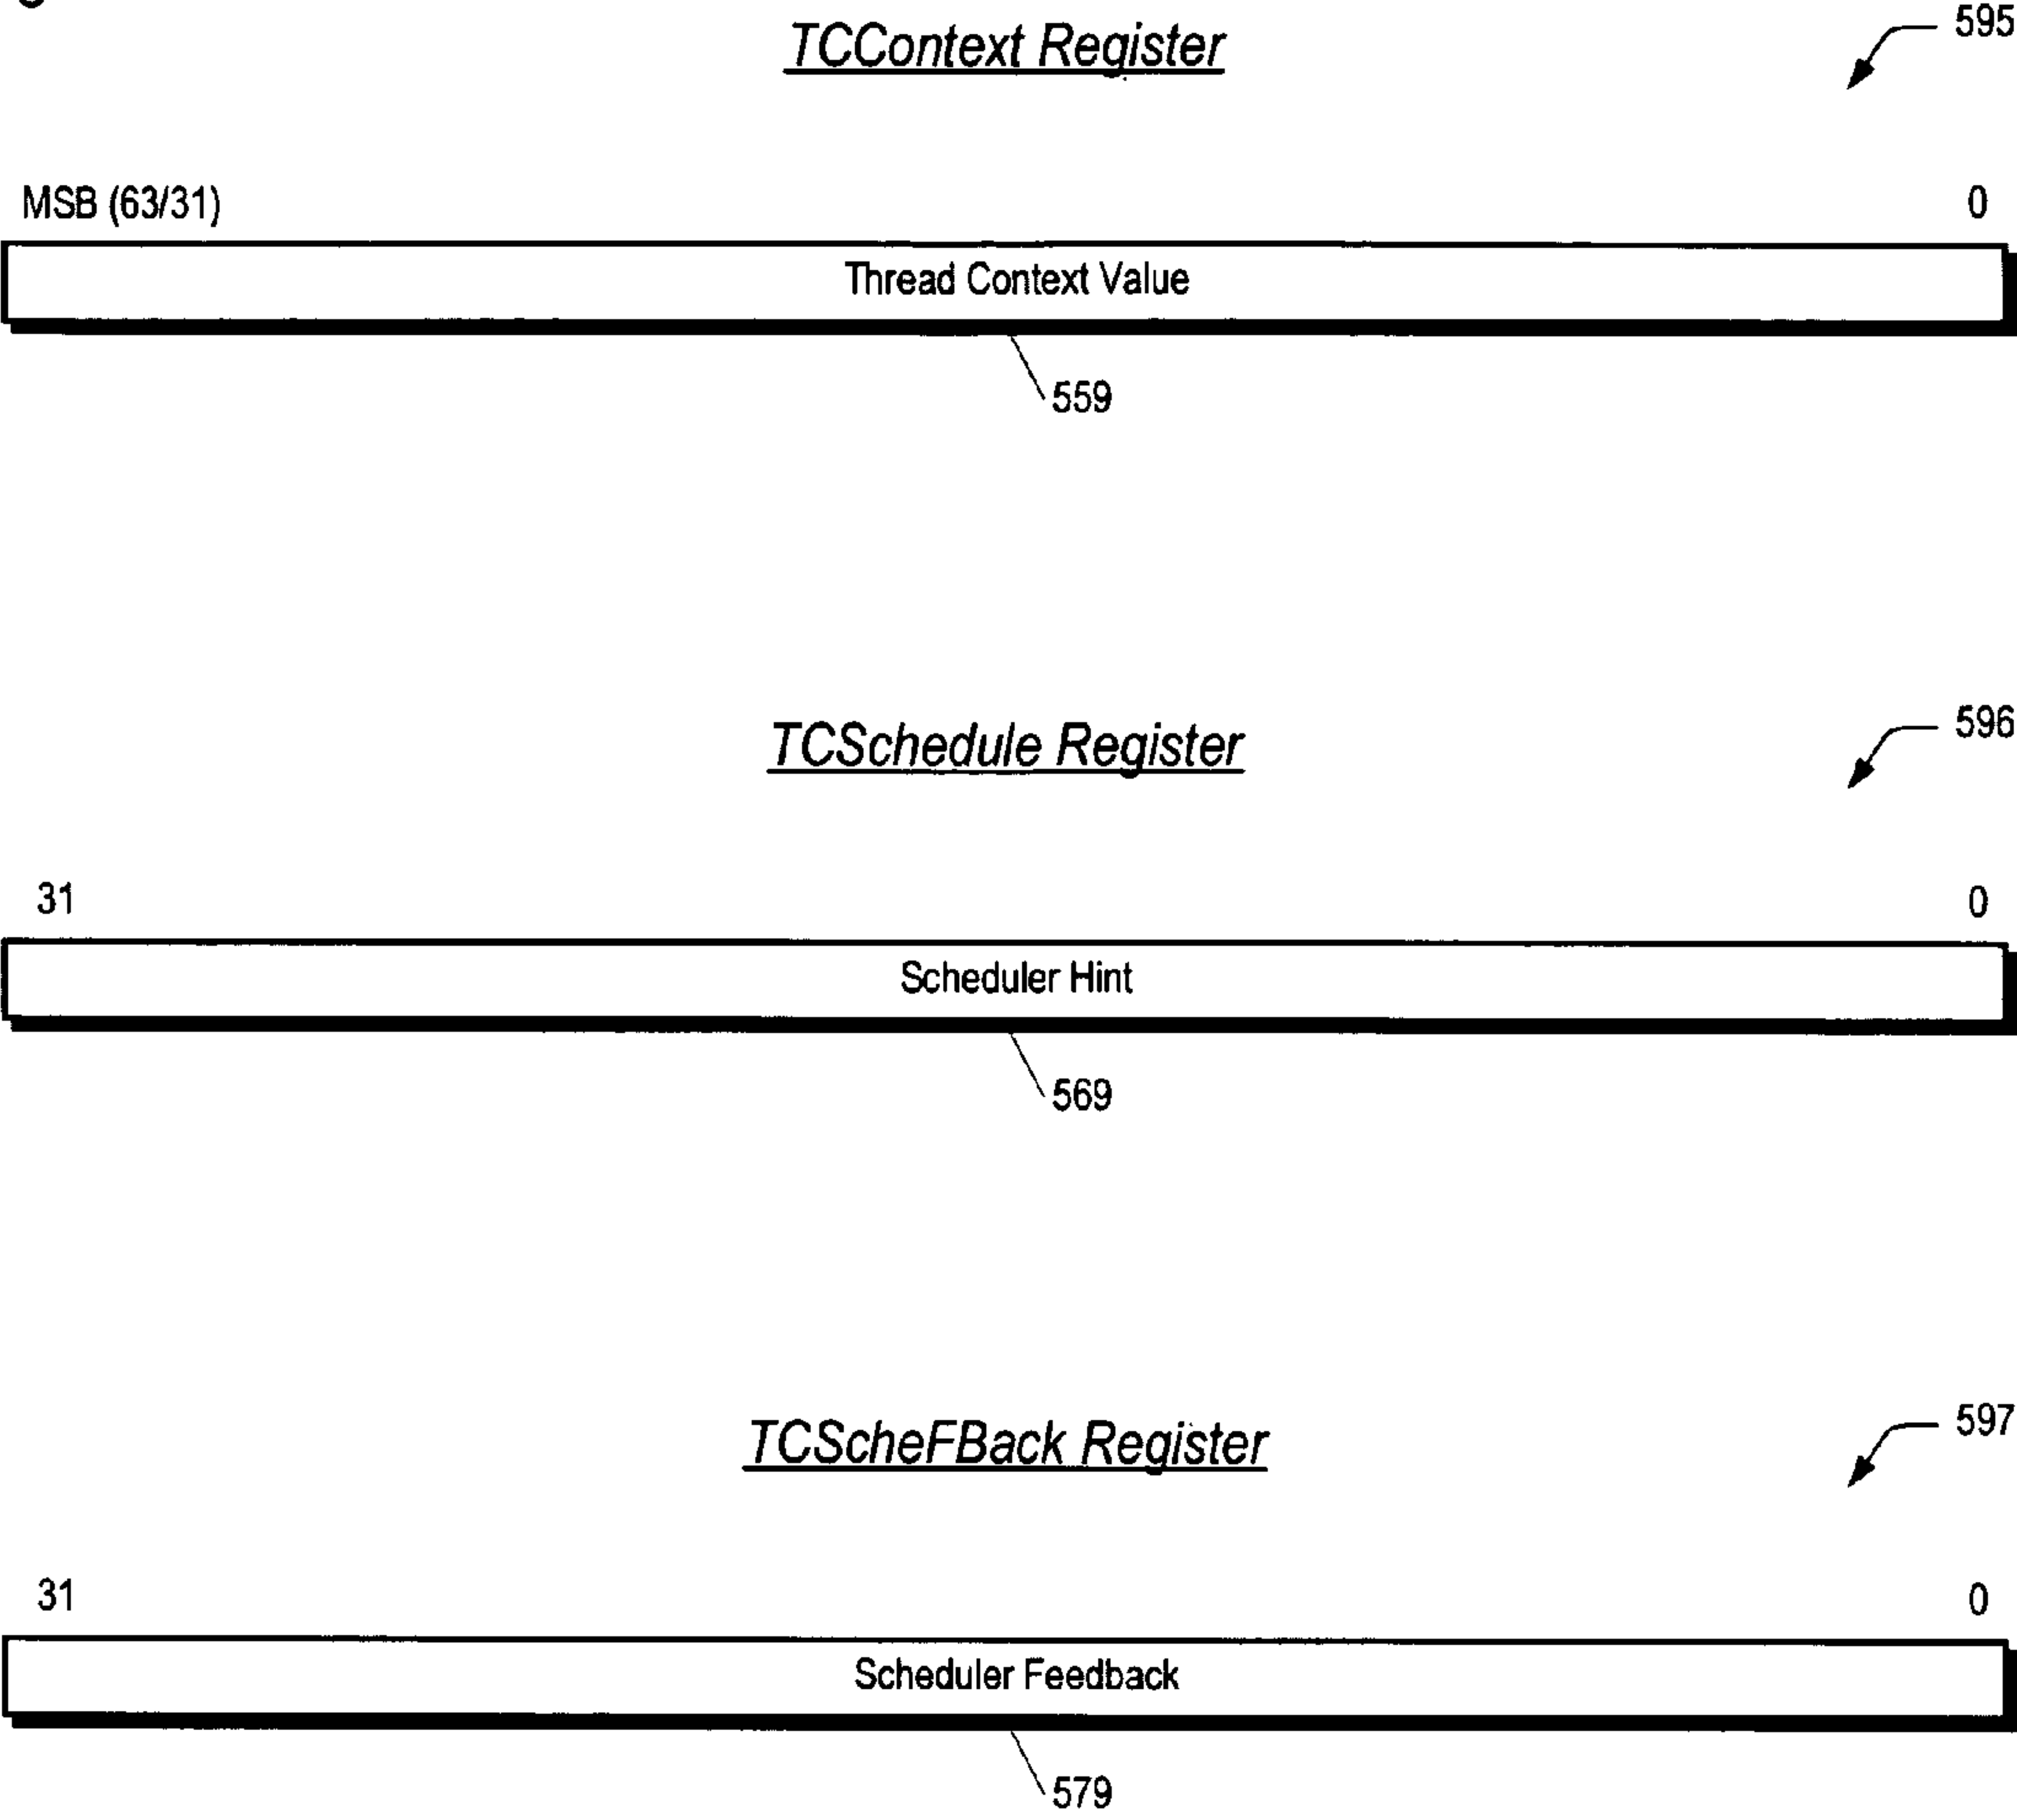 TCContext Register
595
MSB (63/31) 0
Thread Context Value
559
TCSchedule Register
596
31 0
Scheduler Hint
569
TCScheFBack Register
597
31 0
Scheduler Feedback
579